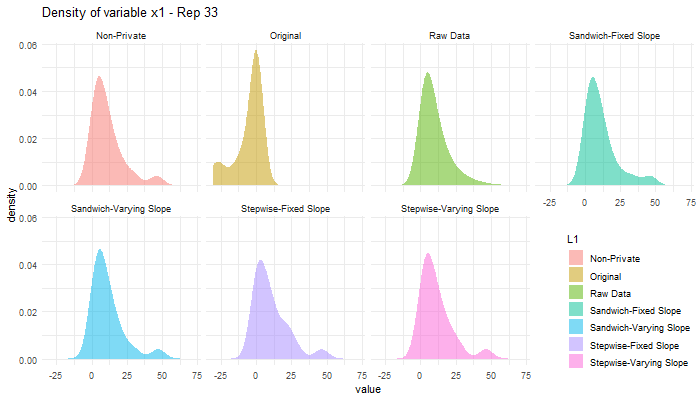 Density of variable x1 - Rep 33
Non-Private Original Raw Data Sandwich-Fixed Slope
0.06
0.04
0.02
0.00
-25 0 25 50 75
density
Sandwich-Varying Slope Stepwise-Fixed Slope Stepwise-Varying Slope
0.06
0.04
0.02
0.00
-25 0 25 50 75 -25 0 25 50 75 -25 0 25 50 75
value
L1
Non-Private
Original
Raw Data
Sandwich-Fixed Slope
Sandwich-Varying Slope
Stepwise-Fixed Slope
Stepwise-Varying Slope